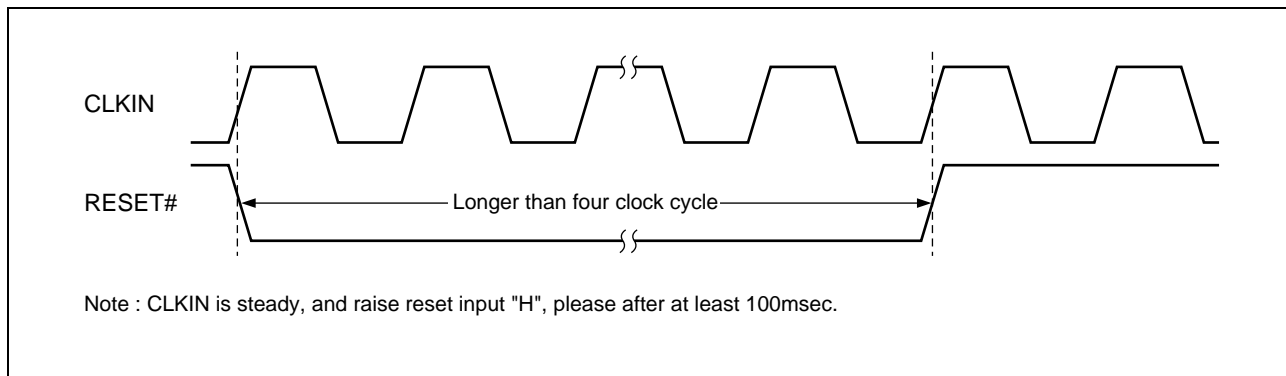 CLKIN
RESET#
Longer than four clock cycle
Note : CLKIN is steady, and raise reset input "H", please after at least 100msec.